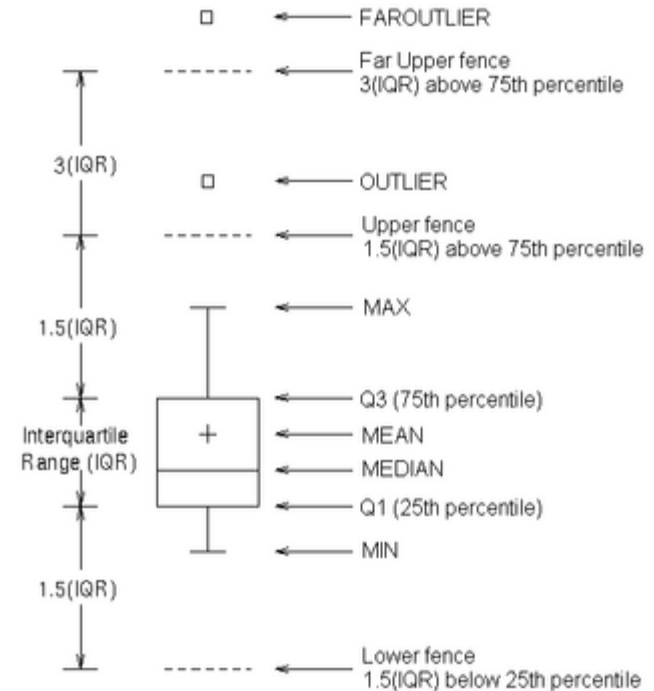 FAROUTLIER
Far Upper fence
3(IQR) above 75th percentile
3(IQR)
OUTLIER
Upper fence
1.5(IQR) above 75th percentile
MAX
1.5(IQR)
Q3 (75th percentile)
Interquartile
Range (IQR)
MEAN
MEDIAN
Q1 (25th percentile)
MIN
1.5(IQR)
Lower fence
1.5(IQR) below 25th percentile